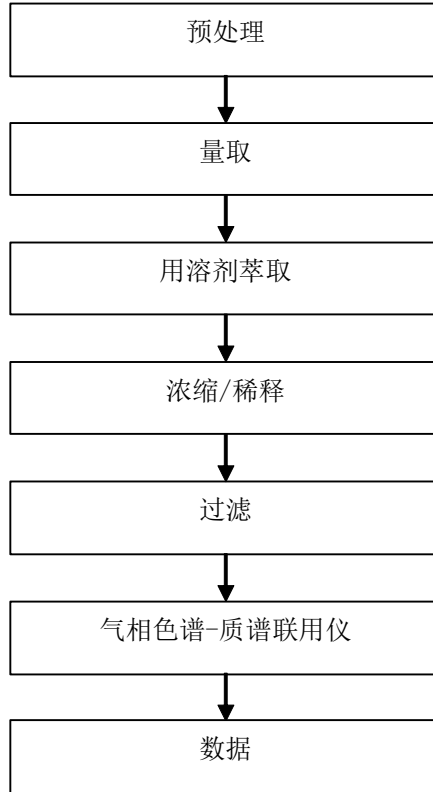 预处理
量取
用溶剂萃取
浓缩/稀释
过滤
气相色谱-质谱联用仪
数据